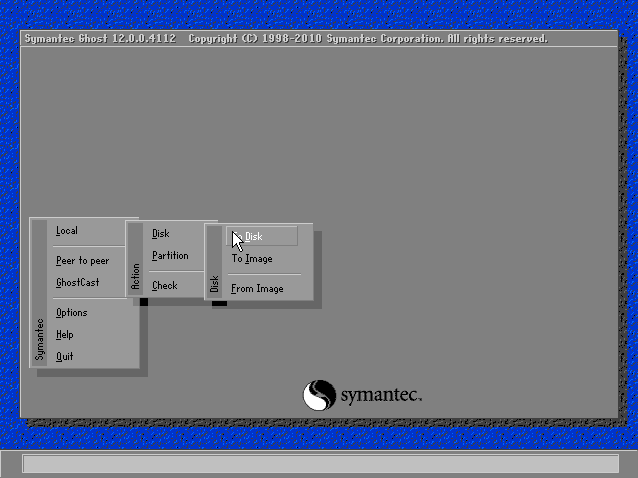 Symantec Ghost 12.0.0.4112 Copyright (C) 1998-2010 Symantec Corporation. All rights reserved.
Local
Peer to peer
GhostCast
Options
Help
Quit
Symantec
Disk
Partition
Check
Action
Disk
To Image
From Image
Disk
symantec.